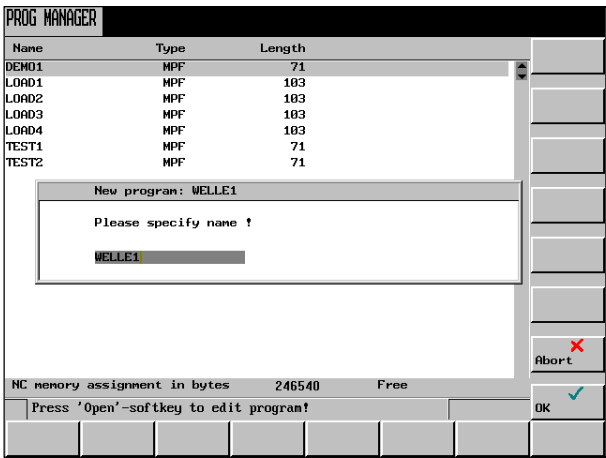 PROG MANAGER
Name Type Length
DEMO1 MPF 71
LOAD1 MPF 103
LOAD2 MPF 103
LOAD3 MPF 103
LOAD4 MPF 103
TEST1 MPF 71
TEST2 MPF 71
New program: WELLE1
Please specify name !
WELLE1
Abort
NC memory assignment in bytes 246540 Free
Press 'Open'-softkey to edit program!
OK